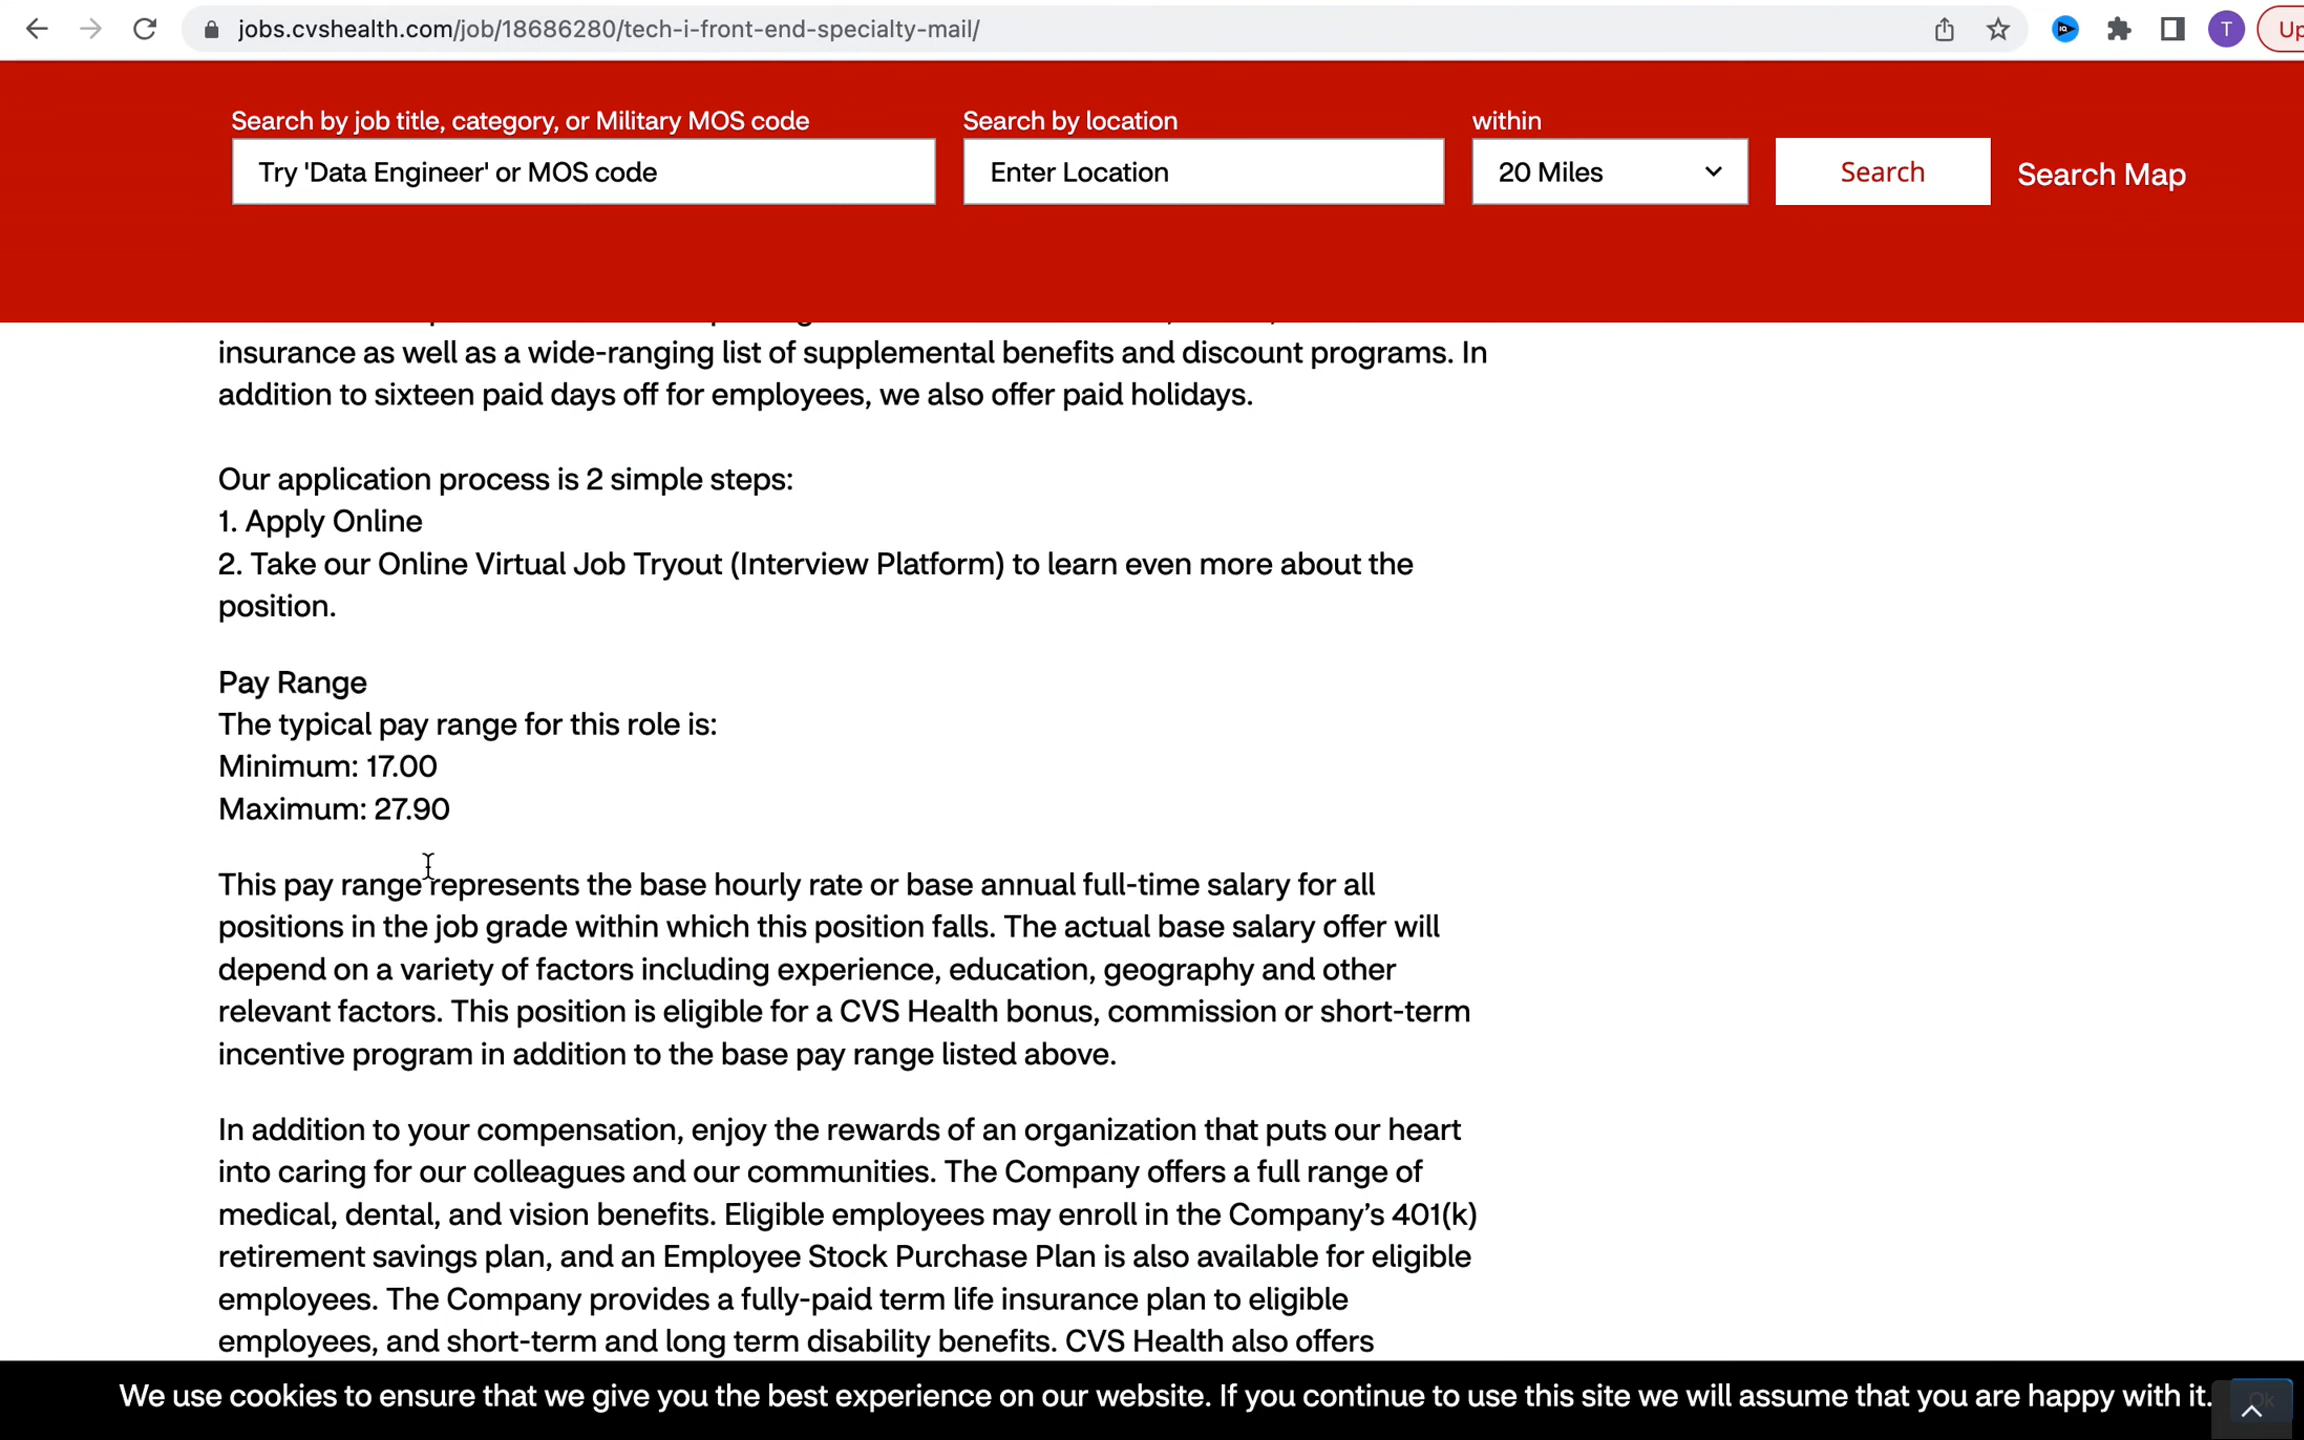 jobs.cvshealth.com/job/18686280/tech-i-front-end-specialty-mail/
T
Up
Search by job title, category, or Military MOS code
Search by location
within
Try 'Data Engineer' or MOS code
Enter Location
20 Miles
Search
Search Map
insurance as well as a wide-ranging list of supplemental benefits and discount programs. In
addition to sixteen paid days off for employees, we also offer paid holidays.
Our application process is 2 simple steps:
1. Apply Online
2. Take our Online Virtual Job Tryout (Interview Platform) to learn even more about the
position.
Pay Range
The typical pay range for this role is:
Minimum: 17.00
Maximum: 27.90
This pay range represents the base hourly rate or base annual full-time salary for all
positions in the job grade within which this position falls. The actual base salary offer will
depend on a variety of factors including experience, education, geography and other
relevant factors. This position is eligible for a CVS Health bonus, commission or short-term
incentive program in addition to the base pay range listed above.
In addition to your compensation, enjoy the rewards of an organization that puts our heart
into caring for our colleagues and our communities. The Company offers a full range of
medical, dental, and vision benefits. Eligible employees may enroll in the Company’s 401(k)
retirement savings plan, and an Employee Stock Purchase Plan is also available for eligible
employees. The Company provides a fully-paid term life insurance plan to eligible
employees, and short-term and long term disability benefits. CVS Health also offers
We use cookies to ensure that we give you the best experience on our website. If you continue to use this site we will assume that you are happy with it.
Ok